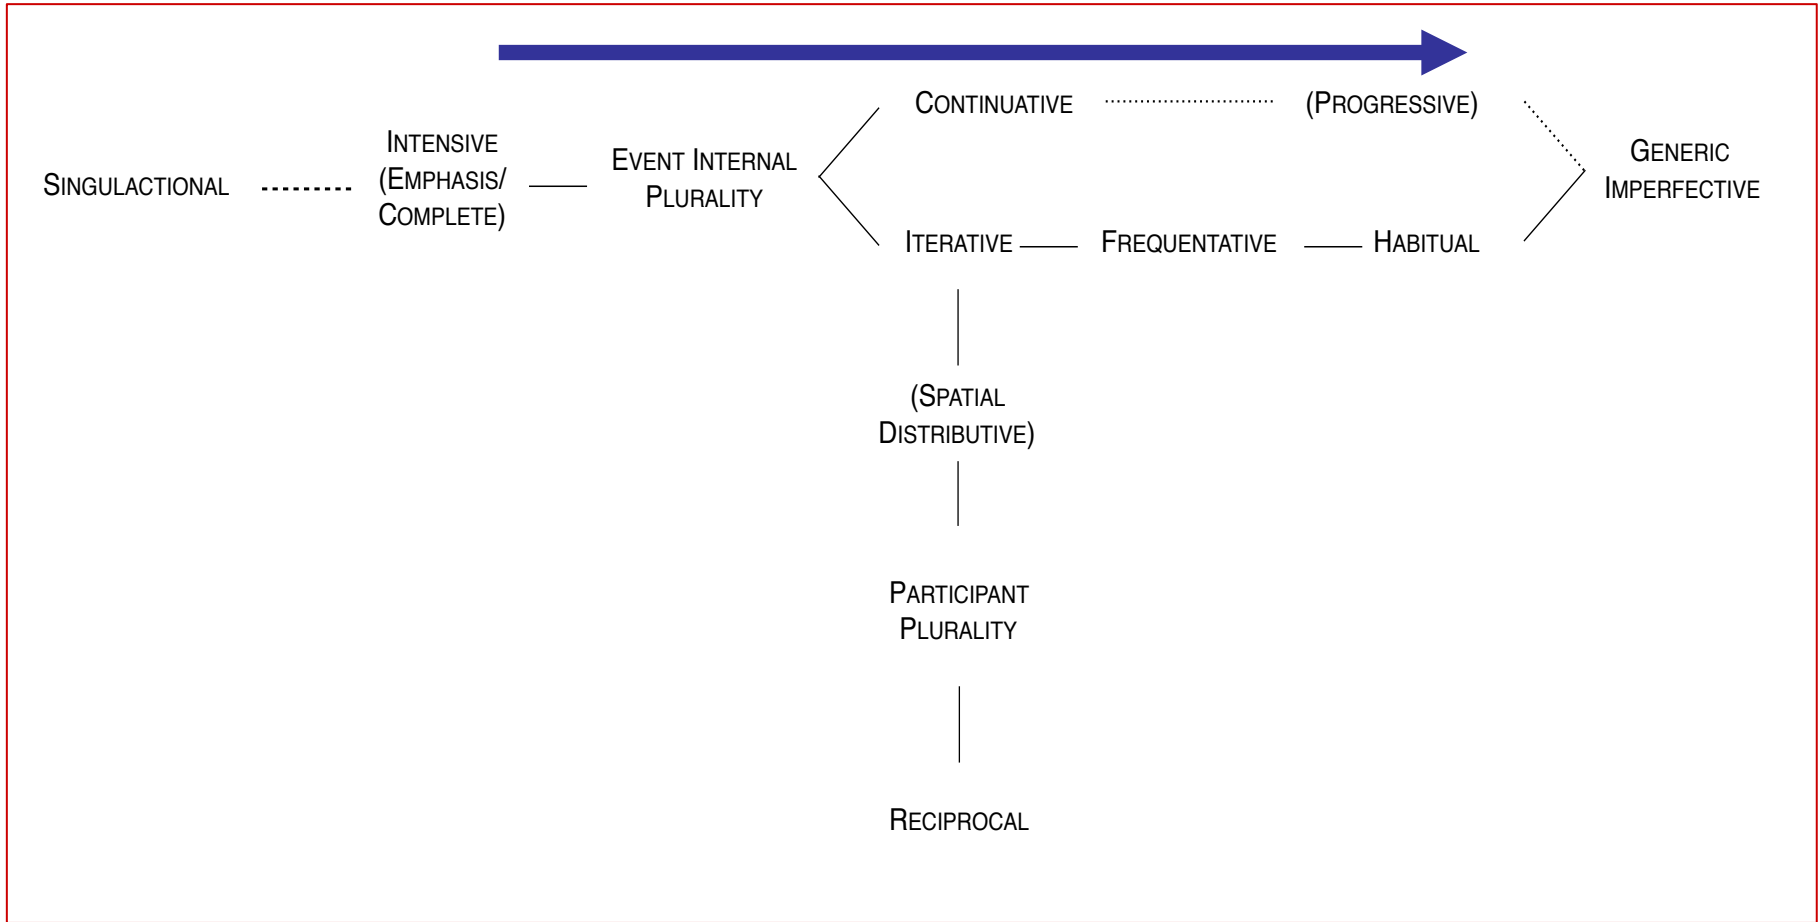 SINGULACTIONAL
INTENSIVE
(EMPHASIS/
COMPLETE)
EVENT INTERNAL
PLURALITY
CONTINUATIVE
(PROGRESSIVE)
GENERIC
IMPERFECTIVE
ITERATIVE
FREQUENTATIVE
HABITUAL
(SPATIAL
DISTRIBUTIVE)
PARTICIPANT
PLURALITY
RECIPROCAL